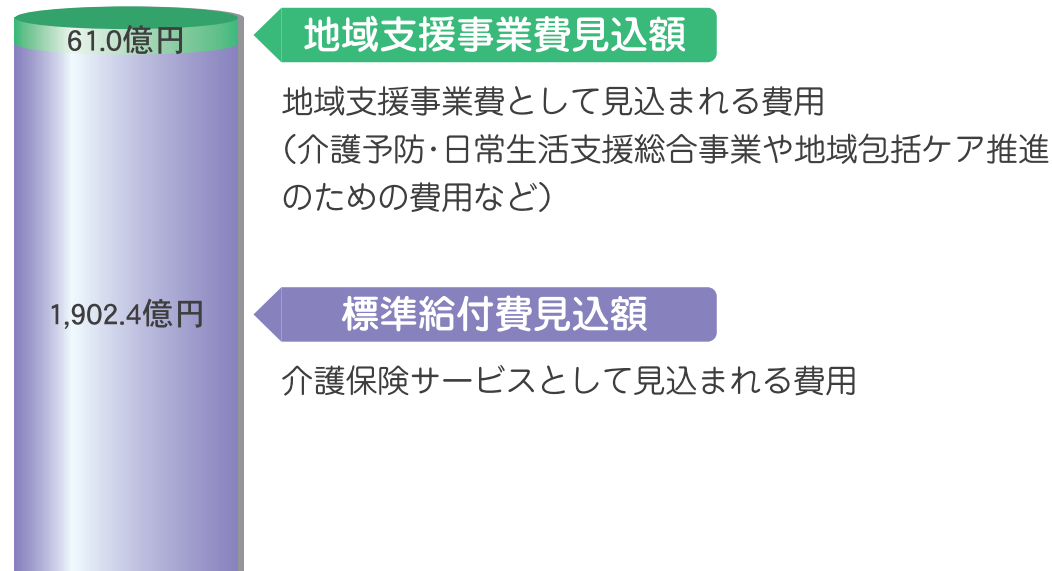 61.0億円
地域支援事業費見込額
地域支援事業費として見込まれる費用
（介護予防・日常生活支援総合事業や地域包括ケア推進
のための費用など）
1,902.4億円
標準給付費見込額
介護保険サービスとして見込まれる費用